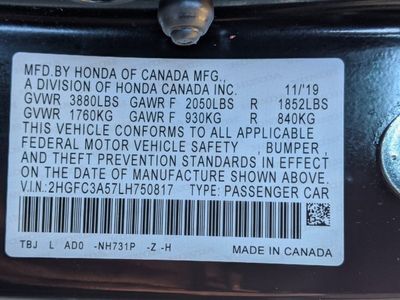 MFD.BY HONDA OF CANADA MFG.,
A DIVISION OF HONDA CANADA INC. 11/'19
GVWR 3880LBS GAWR F 2050LBS R 1852LBS
GVWR 1760KG GAWR F 930KG R 840KG
THIS VEHICLE CONFORMS TO ALL APPLICABLE
FEDERAL MOTOR VEHICLE SAFETY , BUMPER ,
AND THEFT PREVENTION STANDARDS IN EFFECT
ON THE DATE OF MANUFACTURE SHOWN ABOVE.
V.I.N.: 2HGFC3A57LH750817 TYPE: PASSENGER CAR
TBJ L AD0 -NH731P -Z -H
MADE IN CANADA